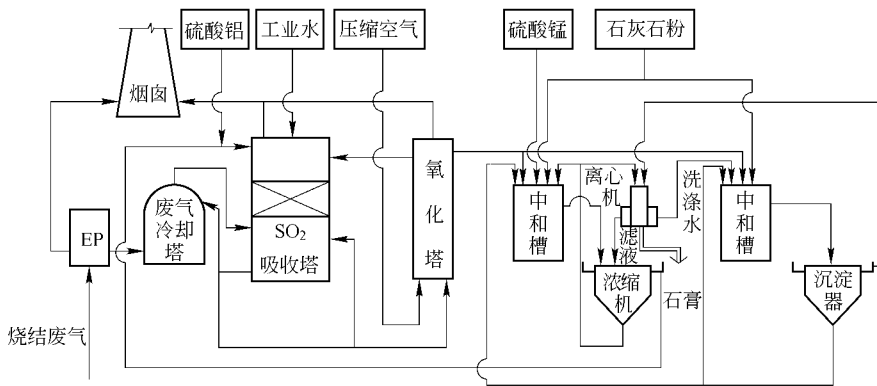 硫酸铝
工业水
压缩空气
硫酸锰
石灰石粉
烟囱
EP
废气
冷却
塔
SO₂
吸收塔
氧
化
塔
中
和
槽
离心
机
滤
液
洗
涤
水
中
和
槽
浓缩
机
石膏
沉淀
器
烧结废气